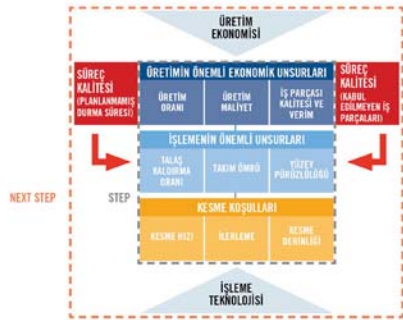 ÜRETİM
EKONOMİSİ
SÜREÇ
KALİTESİ
(PLANLANMAMIŞ
DURMA SÜRESİ)
ÜRETİMİN ÖNEMLİ EKONOMİK UNSURLARI
ÜRETİM
ORANI
ÜRETİM
MALİYET
İŞ PARÇASI
KALİTESİ VE
VERİM
SÜREÇ
KALİTESİ
(KABUL
EDİLMEYEN İŞ
PARÇALARI)
İŞLEMENİN ÖNEMLİ UNSURLARI
TALAŞ
KALDIRMA
ORANI
TAKIM ÖMRÜ
YÜZEY
PÜRÜZLÜLÜĞÜ
NEXT STEP
STEP
KESME KOŞULLARI
KESME HIZI
İLERLEME
KESME
DERİNLİĞİ
İŞLEME
TEKNOLOJİSİ